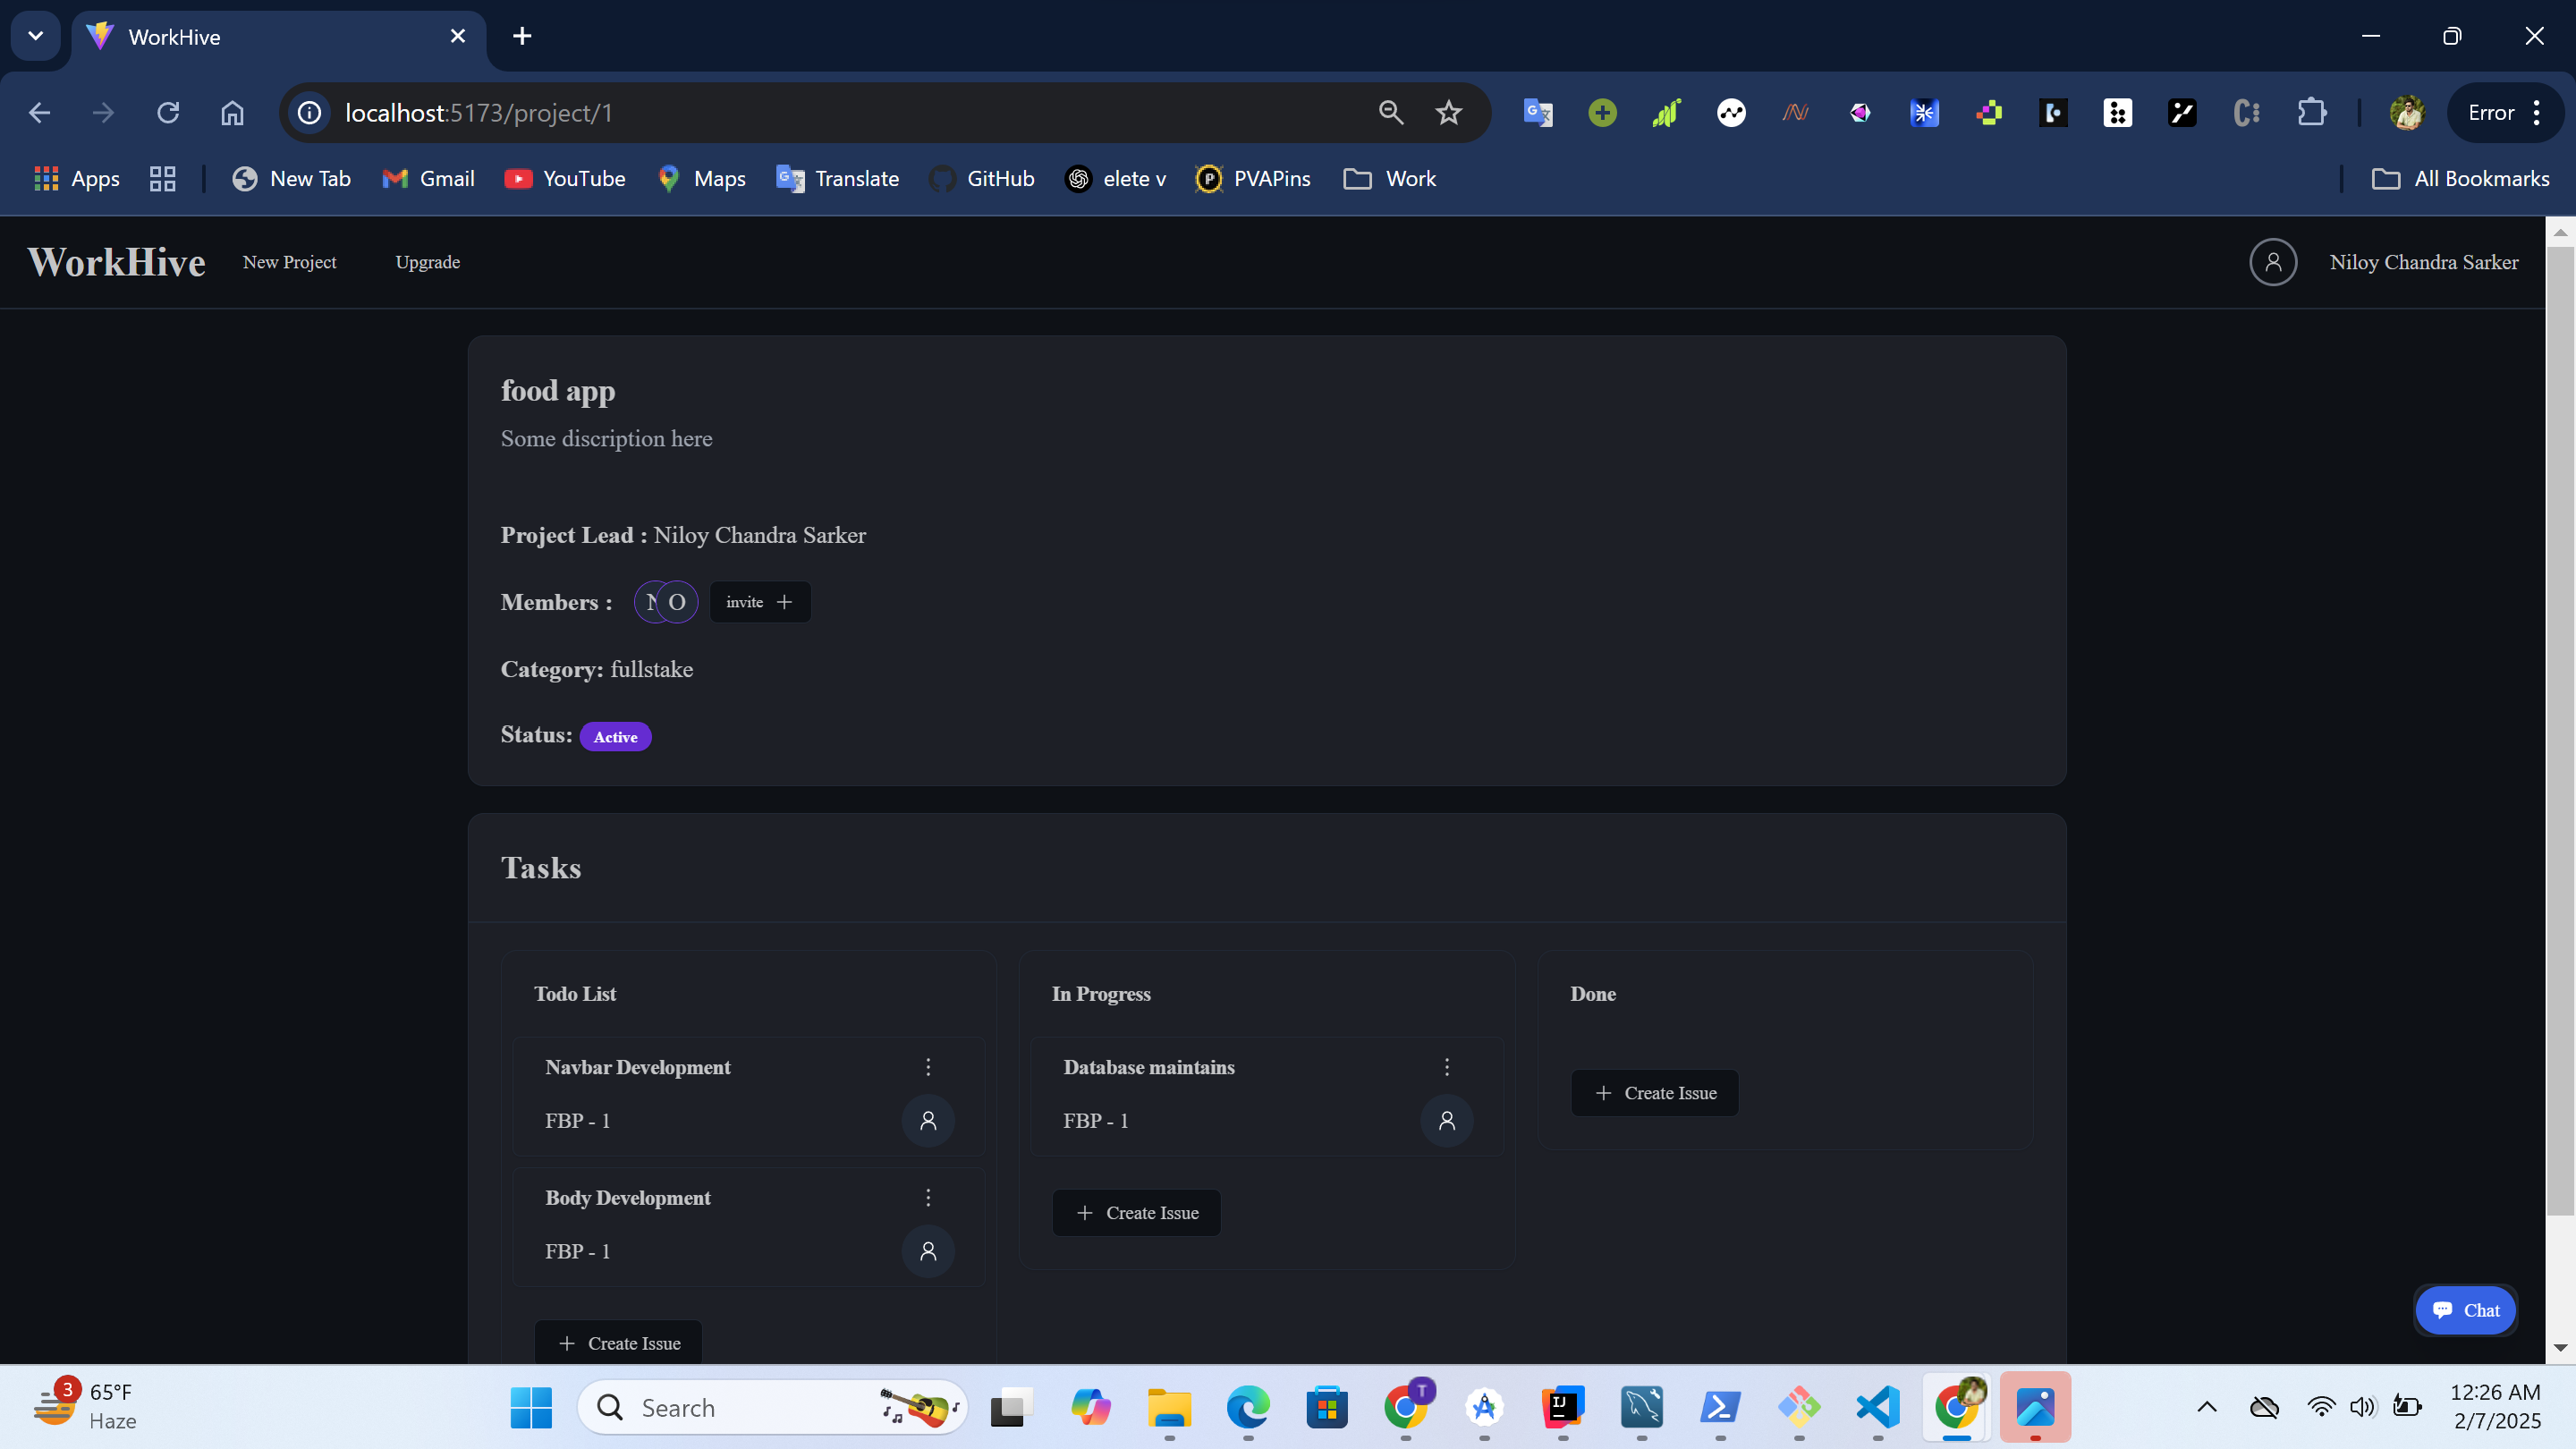 WorkHive
localhost:5173/project/1
Error
Apps
New Tab
Gmail
YouTube
Maps
Translate
GitHub
elete v
PVAPins
Work
All Bookmarks
WorkHive
New Project
Upgrade
Niloy Chandra Sarker
food app
Some discription here
Project Lead : Niloy Chandra Sarker
Members : N O invite
Category: fullstake
Status: Active
Tasks
Todo List
Navbar Development
FBP - 1
Body Development
FBP - 1
Create Issue
In Progress
Database maintains
FBP - 1
Create Issue
Done
Create Issue
Chat
3
65°F
Haze
Search
T
12:26 AM
2/7/2025